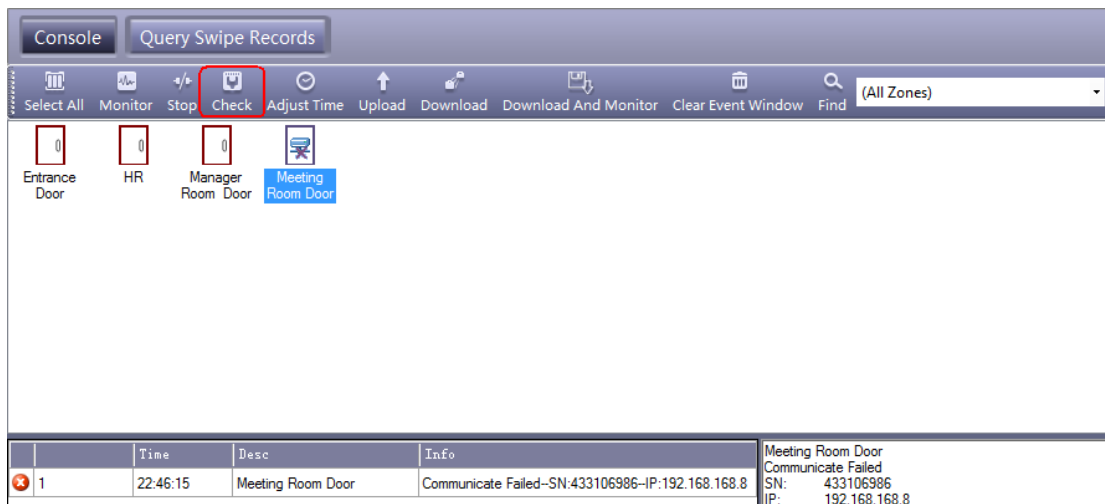 Console Query Swipe Records
Select All Monitor Stop Check Adjust Time Upload Download Download And Monitor Clear Event Window Find (All Zones)
Entrance Door
HR
Manager Room Door
Meeting Room Door
Time Desc Info
1 22:46:15 Meeting Room Door Communicate Failed--SN:433106986--IP:192.168.168.8
Meeting Room Door
Communicate Failed
SN: 433106986
IP: 192.168.168.8